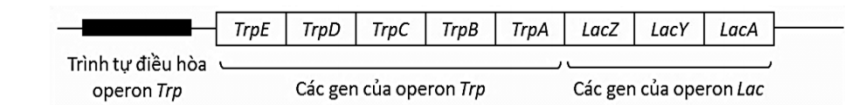 TrpE TrpD TrpC TrpB TrpA LacZ LacY LacA
Trình tự điều hòa
operon Trp
Các gen của operon Trp
Các gen của operon Lac